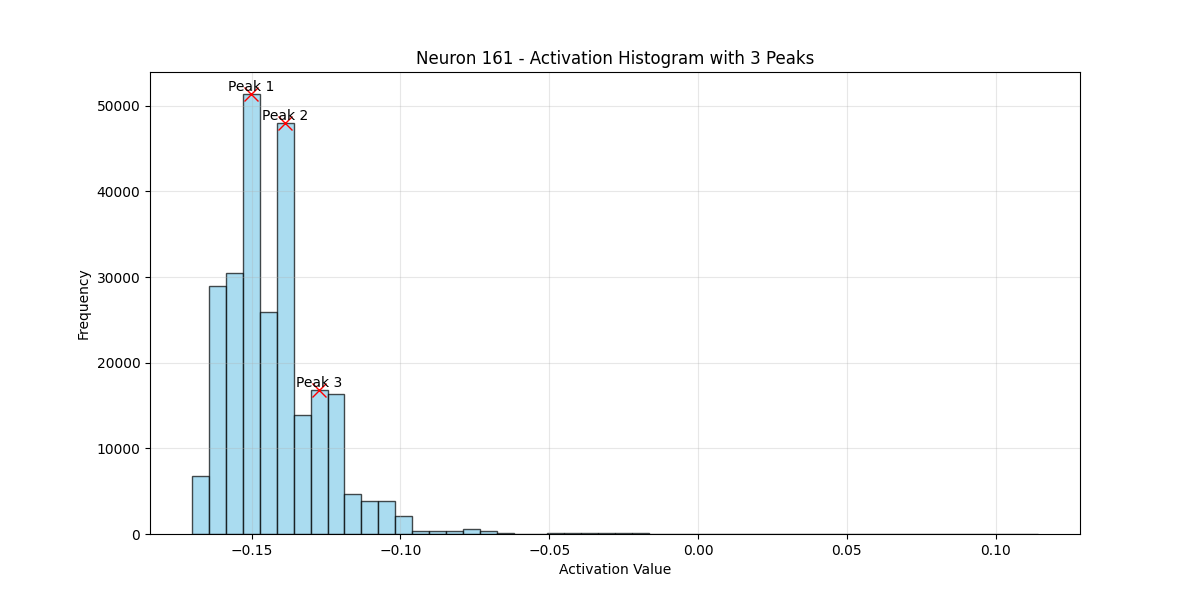 Neuron 161 - Activation Histogram with 3 Peaks
Peak 1
Peak 2
Peak 3
50000
40000
30000
20000
10000
0
Frequency
−0.15
−0.10
−0.05
0.00
0.05
0.10
Activation Value